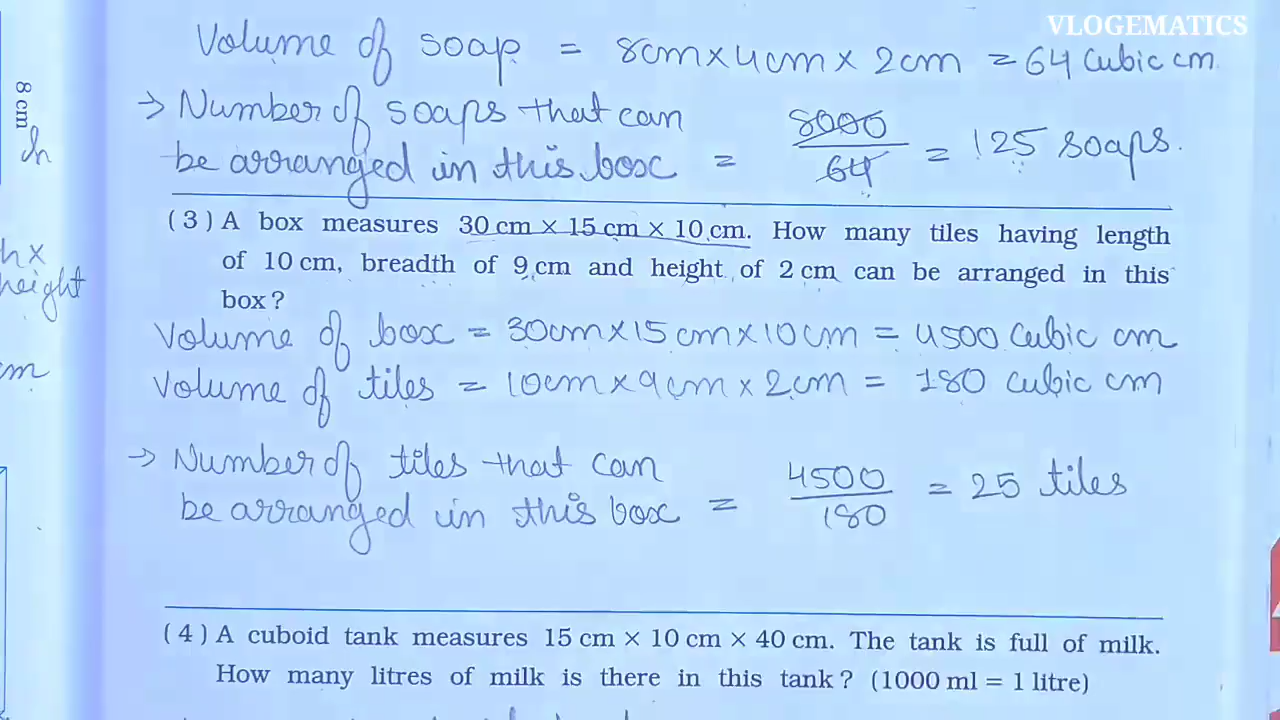 VLOGEMATICS
Volume of soap = 8cm x 4cm x 2cm = 64 Cubic cm
→ Number of soaps that can
be arranged in this box = 8000/64 = 125 soaps.
8 cm
h
h x
height
cm
(3) A box measures 30 cm × 15 cm × 10 cm. How many tiles having length
of 10 cm, breadth of 9 cm and height of 2 cm can be arranged in this
box?
Volume of box = 30cm x 15cm x 10cm = 4500 Cubic cm
Volume of tiles = 10cm x 9cm x 2cm = 180 cubic cm
→ Number of tiles that can
be arranged in this box = 4500/180 = 25 tiles
(4) A cuboid tank measures 15 cm × 10 cm × 40 cm. The tank is full of milk.
How many litres of milk is there in this tank? (1000 ml = 1 litre)